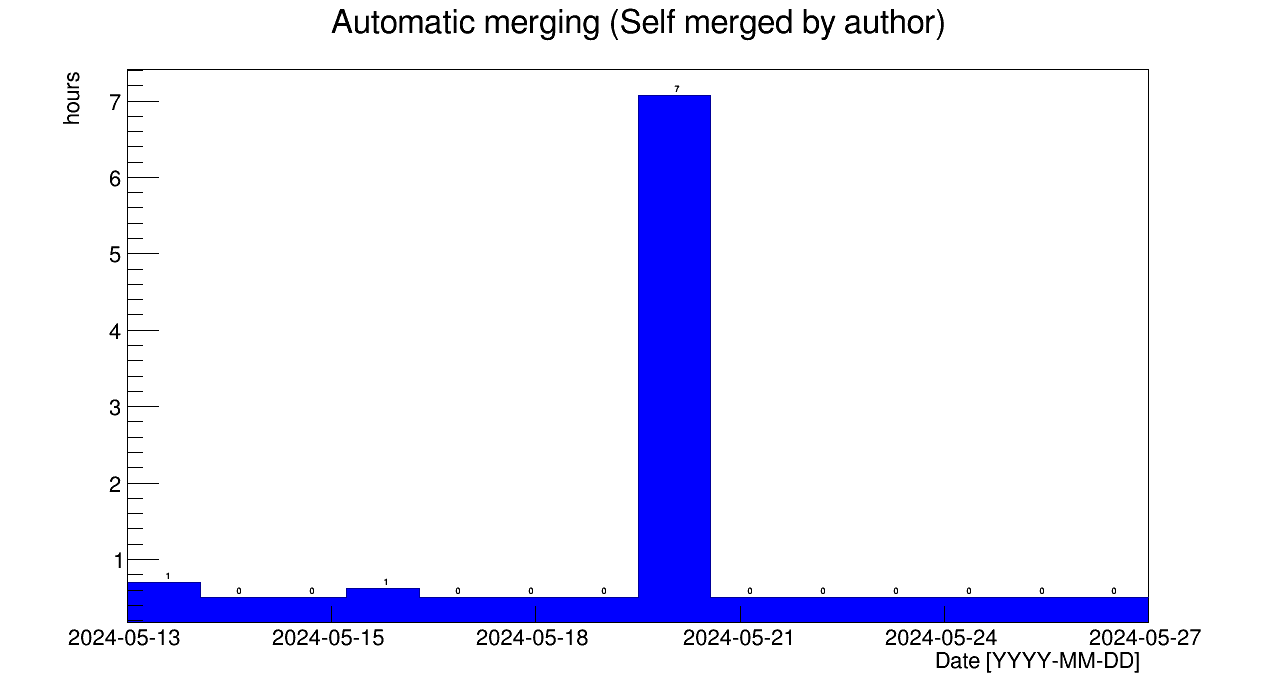 Automatic merging (Self merged by author)
hours
7
6
5
4
3
2
1
1 0 0 1 0 0 0 7 0 0 0 0 0 0
2024-05-13 2024-05-15 2024-05-18 2024-05-21 2024-05-24 2024-05-27
Date [YYYY-MM-DD]